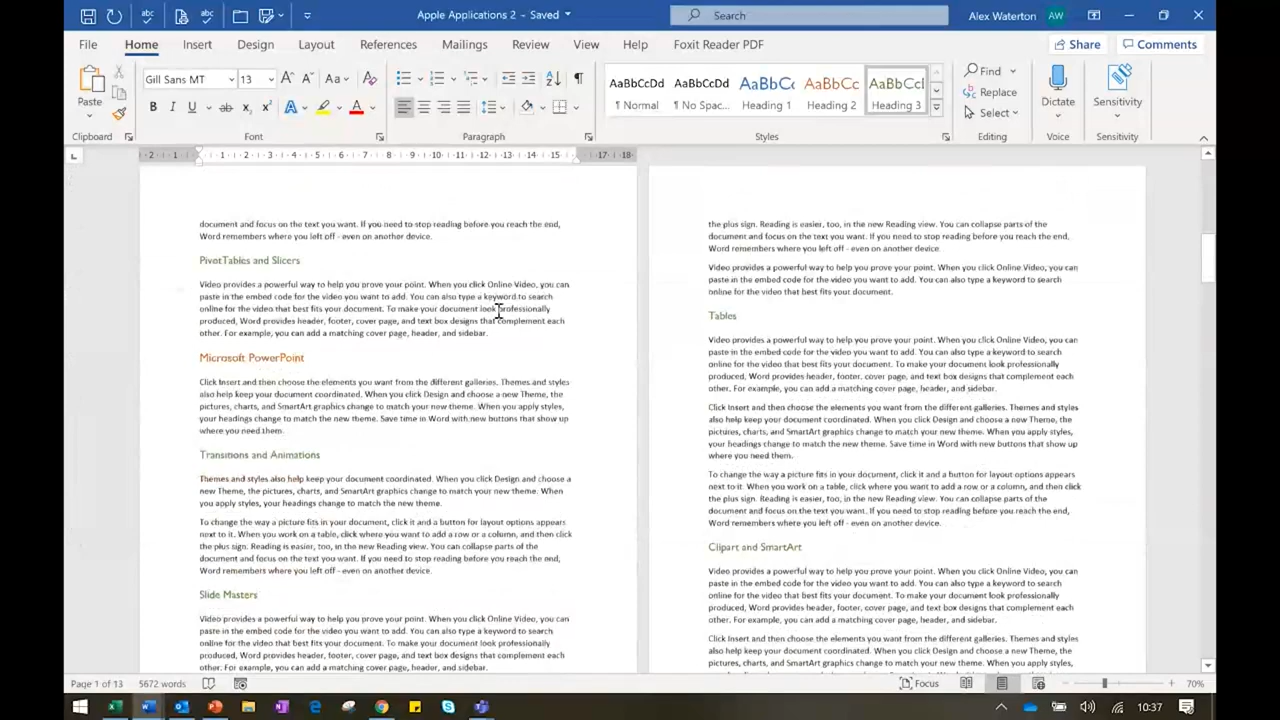 Apple Applications 2 - Saved
Search
Alex Waterton AW
File Home Insert Design Layout References Mailings Review View Help Foxit Reader PDF Share Comments
Paste
Gill Sans MT 13
Aa
B I U ab x₂ x² A A
AaBbCcDd AaBbCcDd AaBbCc AaBbCc AaBbCcI
¶ Normal ¶ No Spac... Heading 1 Heading 2 Heading 3
Find
Replace
Select
Dictate
Sensitivity
Clipboard Font Paragraph Styles Editing Voice Sensitivity
2 1 1 2 3 4 5 6 7 8 9 10 11 12 13 14 15 17 18
document and focus on the text you want. If you need to stop reading before you reach the end,
Word remembers where you left off - even on another device.
PivotTables and Slicers
Video provides a powerful way to help you prove your point. When you click Online Video, you can
paste in the embed code for the video you want to add. You can also type a keyword to search
online for the video that best fits your document. To make your document look professionally
produced, Word provides header, footer, cover page, and text box designs that complement each
other. For example, you can add a matching cover page, header, and sidebar.
Microsoft PowerPoint
Click Insert and then choose the elements you want from the different galleries. Themes and styles
also help keep your document coordinated. When you click Design and choose a new Theme, the
pictures, charts, and SmartArt graphics change to match your new theme. When you apply styles,
your headings change to match the new theme. Save time in Word with new buttons that show up
where you need them.
Transitions and Animations
Themes and styles also help keep your document coordinated. When you click Design and choose a
new Theme, the pictures, charts, and SmartArt graphics change to match your new theme. When
you apply styles, your headings change to match the new theme.
To change the way a picture fits in your document, click it and a button for layout options appears
next to it. When you work on a table, click where you want to add a row or a column, and then click
the plus sign. Reading is easier, too, in the new Reading view. You can collapse parts of the
document and focus on the text you want. If you need to stop reading before you reach the end,
Word remembers where you left off - even on another device.
Slide Masters
Video provides a powerful way to help you prove your point. When you click Online Video, you can
paste in the embed code for the video you want to add. You can also type a keyword to search
online for the video that best fits your document. To make your document look professionally
produced, Word provides header, footer, cover page, and text box designs that complement each
other. For example, you can add a matching cover page, header, and sidebar.
the plus sign. Reading is easier, too, in the new Reading view. You can collapse parts of the
document and focus on the text you want. If you need to stop reading before you reach the end,
Word remembers where you left off - even on another device.
Video provides a powerful way to help you prove your point. When you click Online Video, you can
paste in the embed code for the video you want to add. You can also type a keyword to search
online for the video that best fits your document.
Tables
Video provides a powerful way to help you prove your point. When you click Online Video, you can
paste in the embed code for the video you want to add. You can also type a keyword to search
online for the video that best fits your document. To make your document look professionally
produced, Word provides header, footer, cover page, and text box designs that complement each
other. For example, you can add a matching cover page, header, and sidebar.
Click Insert and then choose the elements you want from the different galleries. Themes and styles
also help keep your document coordinated. When you click Design and choose a new Theme, the
pictures, charts, and SmartArt graphics change to match your new theme. When you apply styles,
your headings change to match the new theme. Save time in Word with new buttons that show up
where you need them.
To change the way a picture fits in your document, click it and a button for layout options appears
next to it. When you work on a table, click where you want to add a row or a column, and then click
the plus sign. Reading is easier, too, in the new Reading view. You can collapse parts of the
document and focus on the text you want. If you need to stop reading before you reach the end,
Word remembers where you left off - even on another device.
Clipart and SmartArt
Video provides a powerful way to help you prove your point. When you click Online Video, you can
paste in the embed code for the video you want to add. You can also type a keyword to search
online for the video that best fits your document. To make your document look professionally
produced, Word provides header, footer, cover page, and text box designs that complement each
other. For example, you can add a matching cover page, header, and sidebar.
Click Insert and then choose the elements you want from the different galleries. Themes and styles
also help keep your document coordinated. When you click Design and choose a new Theme, the
pictures, charts, and SmartArt graphics change to match your new theme. When you apply styles,
Page 1 of 13 5672 words Focus 70%
10:37